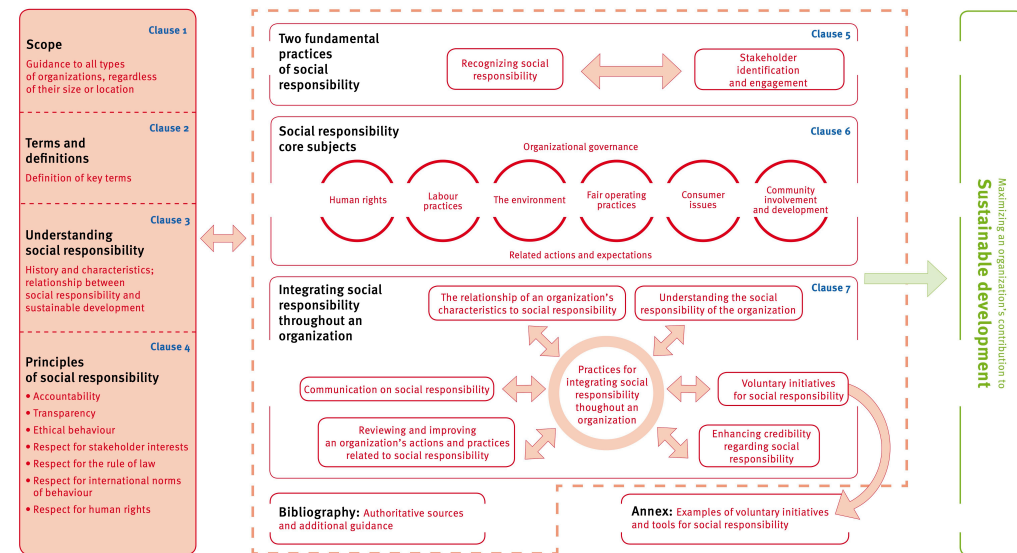 Clause 1
Scope
Guidance to all types
of organizations, regardless
of their size or location
Clause 2
Terms and
definitions
Definition of key terms
Clause 3
Understanding
social responsibility
History and characteristics;
relationship between
social responsibility and
sustainable development
Clause 4
Principles
of social responsibility
• Accountability
• Transparency
• Ethical behaviour
• Respect for stakeholder interests
• Respect for the rule of law
• Respect for international norms
of behaviour
• Respect for human rights
Two fundamental
practices
of social
responsibility
Clause 5
Recognizing social
responsibility
Stakeholder
identification
and engagement
Social responsibility
core subjects
Clause 6
Organizational governance
Human rights
Labour
practices
The environment
Fair operating
practices
Consumer
issues
Community
involvement
and development
Related actions and expectations
Integrating social
responsibility
throughout an
organization
Clause 7
The relationship of an organization's
characteristics to social responsibility
Understanding the social
responsibility of the organization
Practices for
integrating social
responsibility
thoughout an
organization
Communication on social responsibility
Voluntary initiatives
for social responsibility
Reviewing and improving
an organization's actions and practices
related to social responsibility
Enhancing credibility
regarding social
responsibility
Bibliography: Authoritative sources
and additional guidance
Annex: Examples of voluntary initiatives
and tools for social responsibility
Maximizing an organization's contribution to
Sustainable development